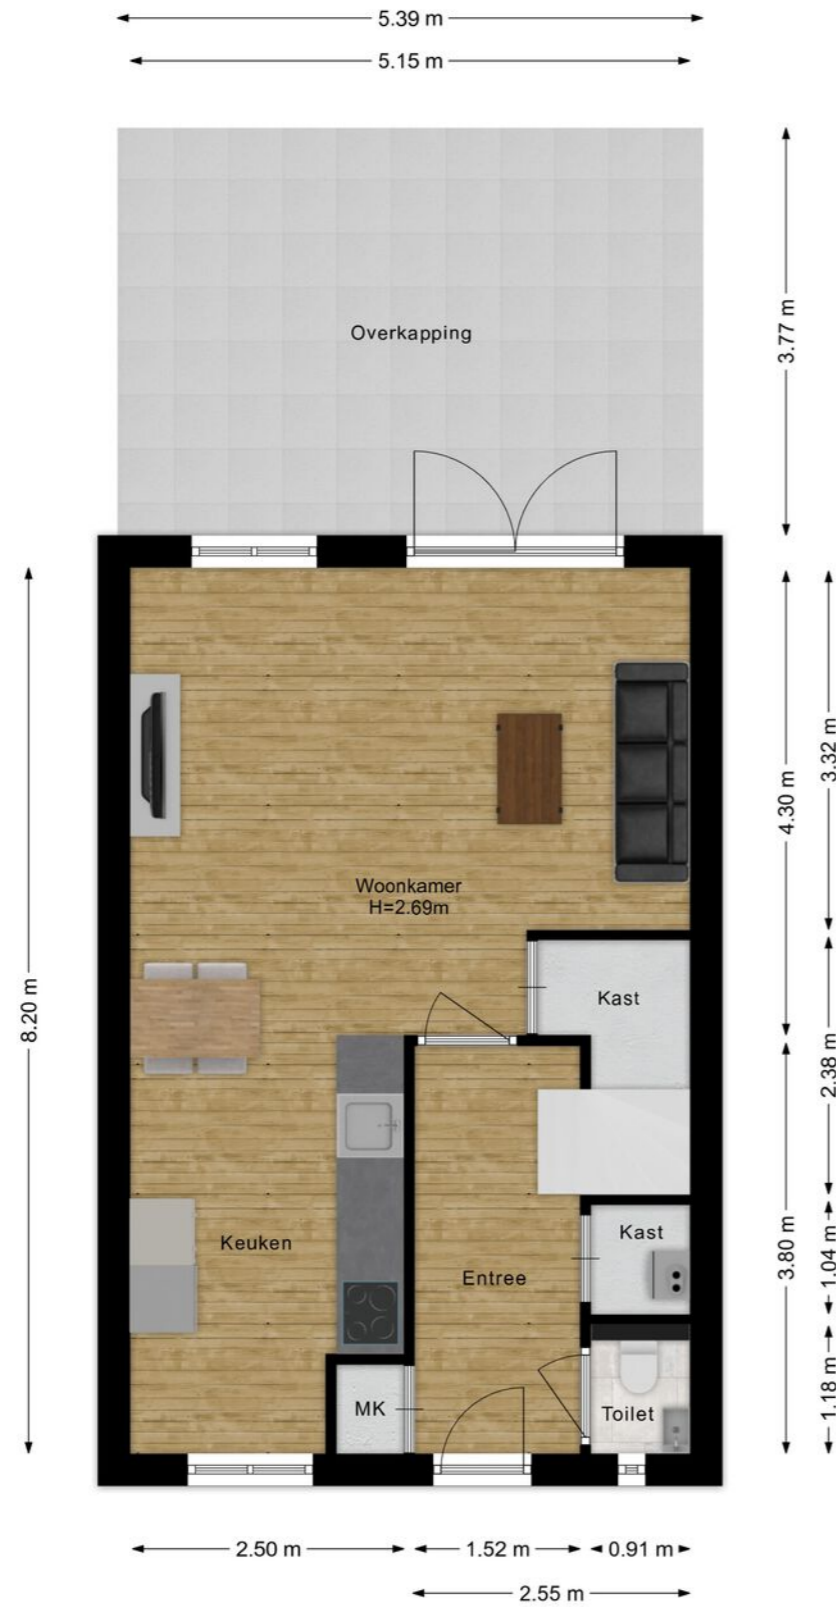 5.39 m
5.15 m
Overkapping
3.77 m
Woonkamer
H=2.69m
4.30 m
3.32 m
8.20 m
Kast
2.38 m
Keuken
Entree
Kast
3.80 m
1.04 m
MK
Toilet
1.18 m
2.50 m
1.52 m
0.91 m
2.55 m